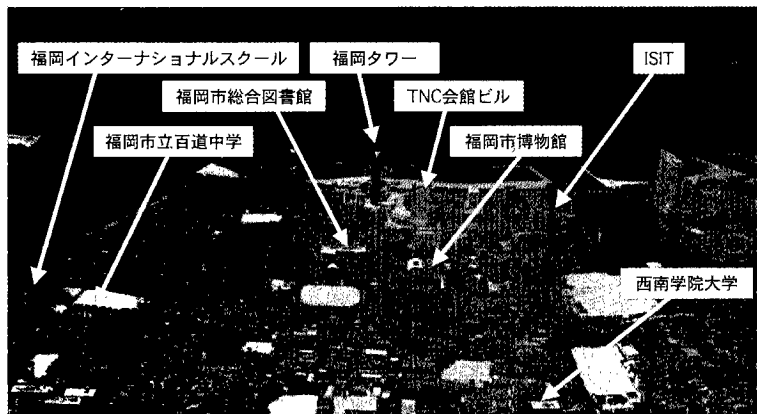 福岡インターナショナルスクール
福岡タワー
ISIT
福岡市総合図書館
TNC会館ビル
福岡市立百道中学
福岡市博物館
西南学院大学